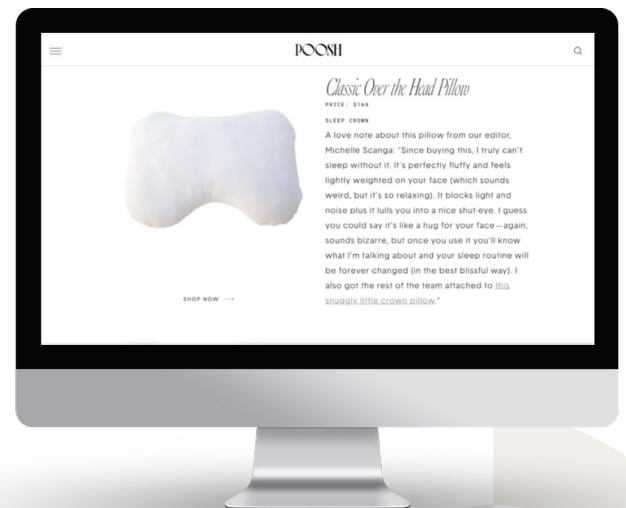 POOSH
Classic Over the Head Pillow
PRICE: $168
SLEEP CROWN
A love note about this pillow from our editor,
Michelle Scanga: "Since buying this, I truly can't
sleep without it. It's perfectly fluffy and feels
lightly weighted on your face (which sounds
weird, but it's so relaxing). It blocks light and
noise plus it lulls you into a nice shut-eye. I guess
you could say it's like a hug for your face—again,
sounds bizarre, but once you use it you'll know
what I'm talking about and your sleep routine will
be forever changed (in the best blissful way). I
also got the rest of the team attached to this
snuggly little crown pillow."
SHOP NOW